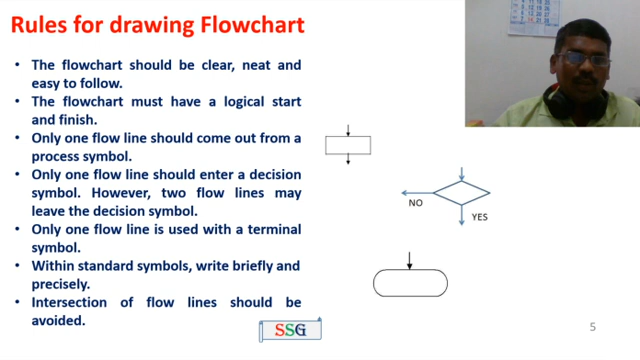 Rules for drawing Flowchart
• The flowchart should be clear, neat and
easy to follow.
• The flowchart must have a logical start
and finish.
• Only one flow line should come out from a
process symbol.
• Only one flow line should enter a decision
symbol. However, two flow lines may
leave the decision symbol.
• Only one flow line is used with a terminal
symbol.
• Within standard symbols, write briefly and
precisely.
• Intersection of flow lines should be
avoided.
NO
YES
SSG
5